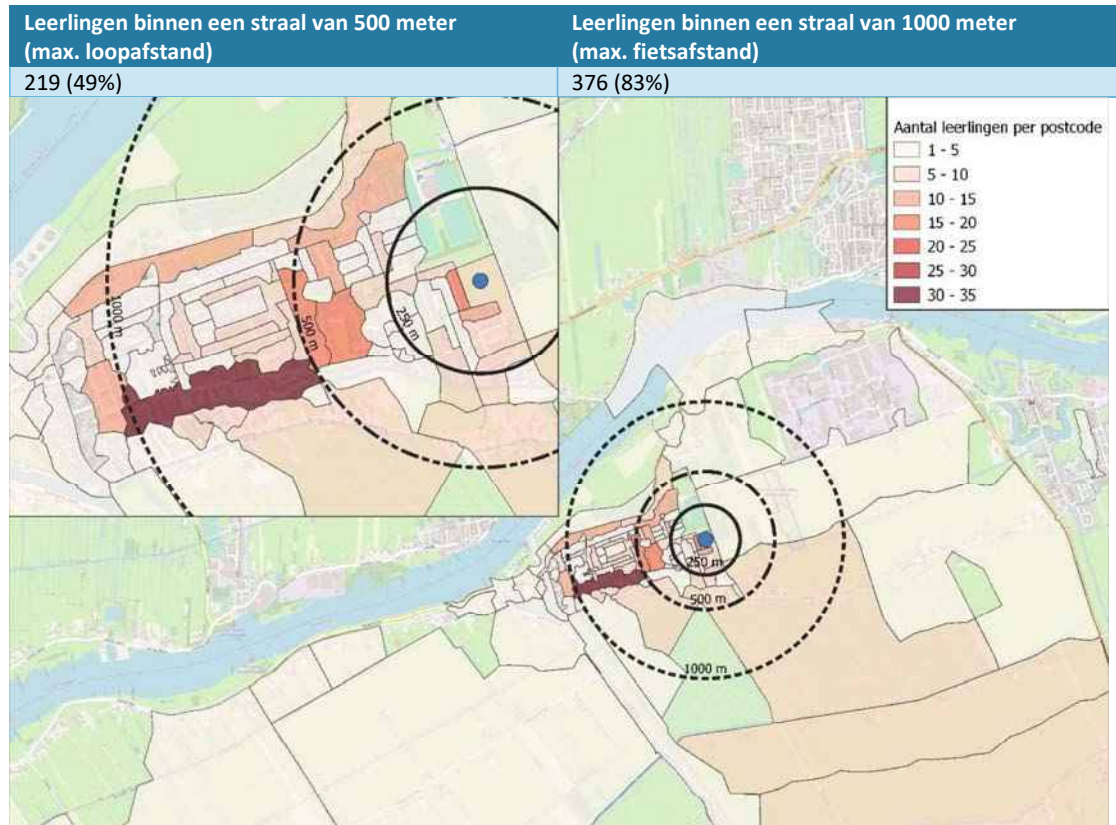 Leerlingen binnen een straal van 500 meter
(max. loopafstand)
Leerlingen binnen een straal van 1000 meter
(max. fietsafstand)
219 (49%)
376 (83%)
1000 m
500 m
250 m
Aantal leerlingen per postcode
1 - 5
5 - 10
10 - 15
15 - 20
20 - 25
25 - 30
30 - 35
250 m
500 m
1000 m